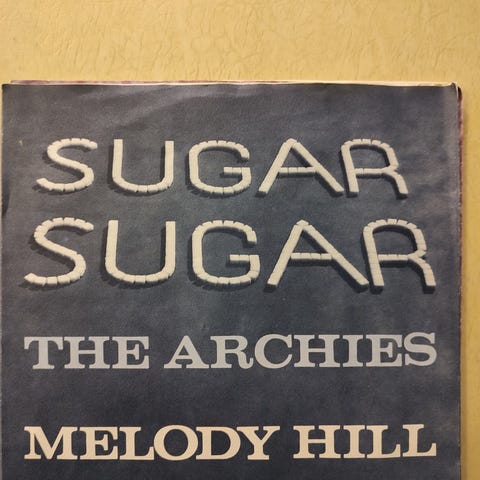 SUGAR
SUGAR
THE ARCHIES
MELODY HILL